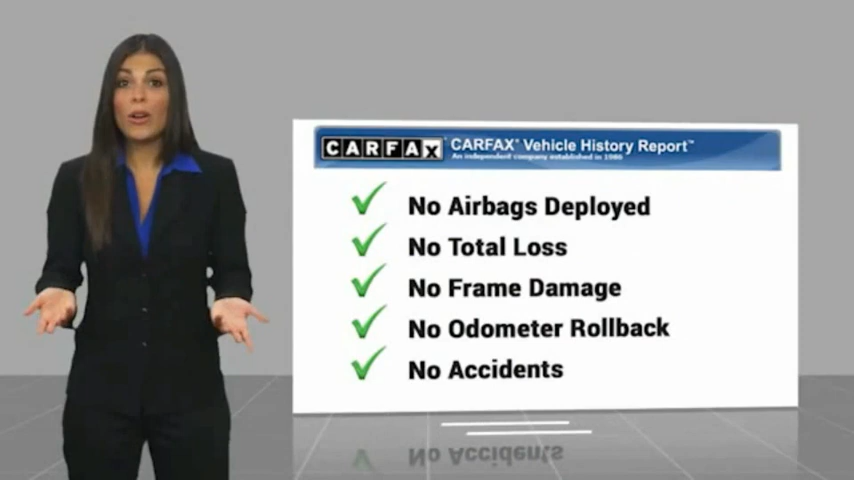 CARFAX CARFAX® Vehicle History Report™
An independent company established in 1986
No Airbags Deployed
No Total Loss
No Frame Damage
No Odometer Rollback
No Accidents